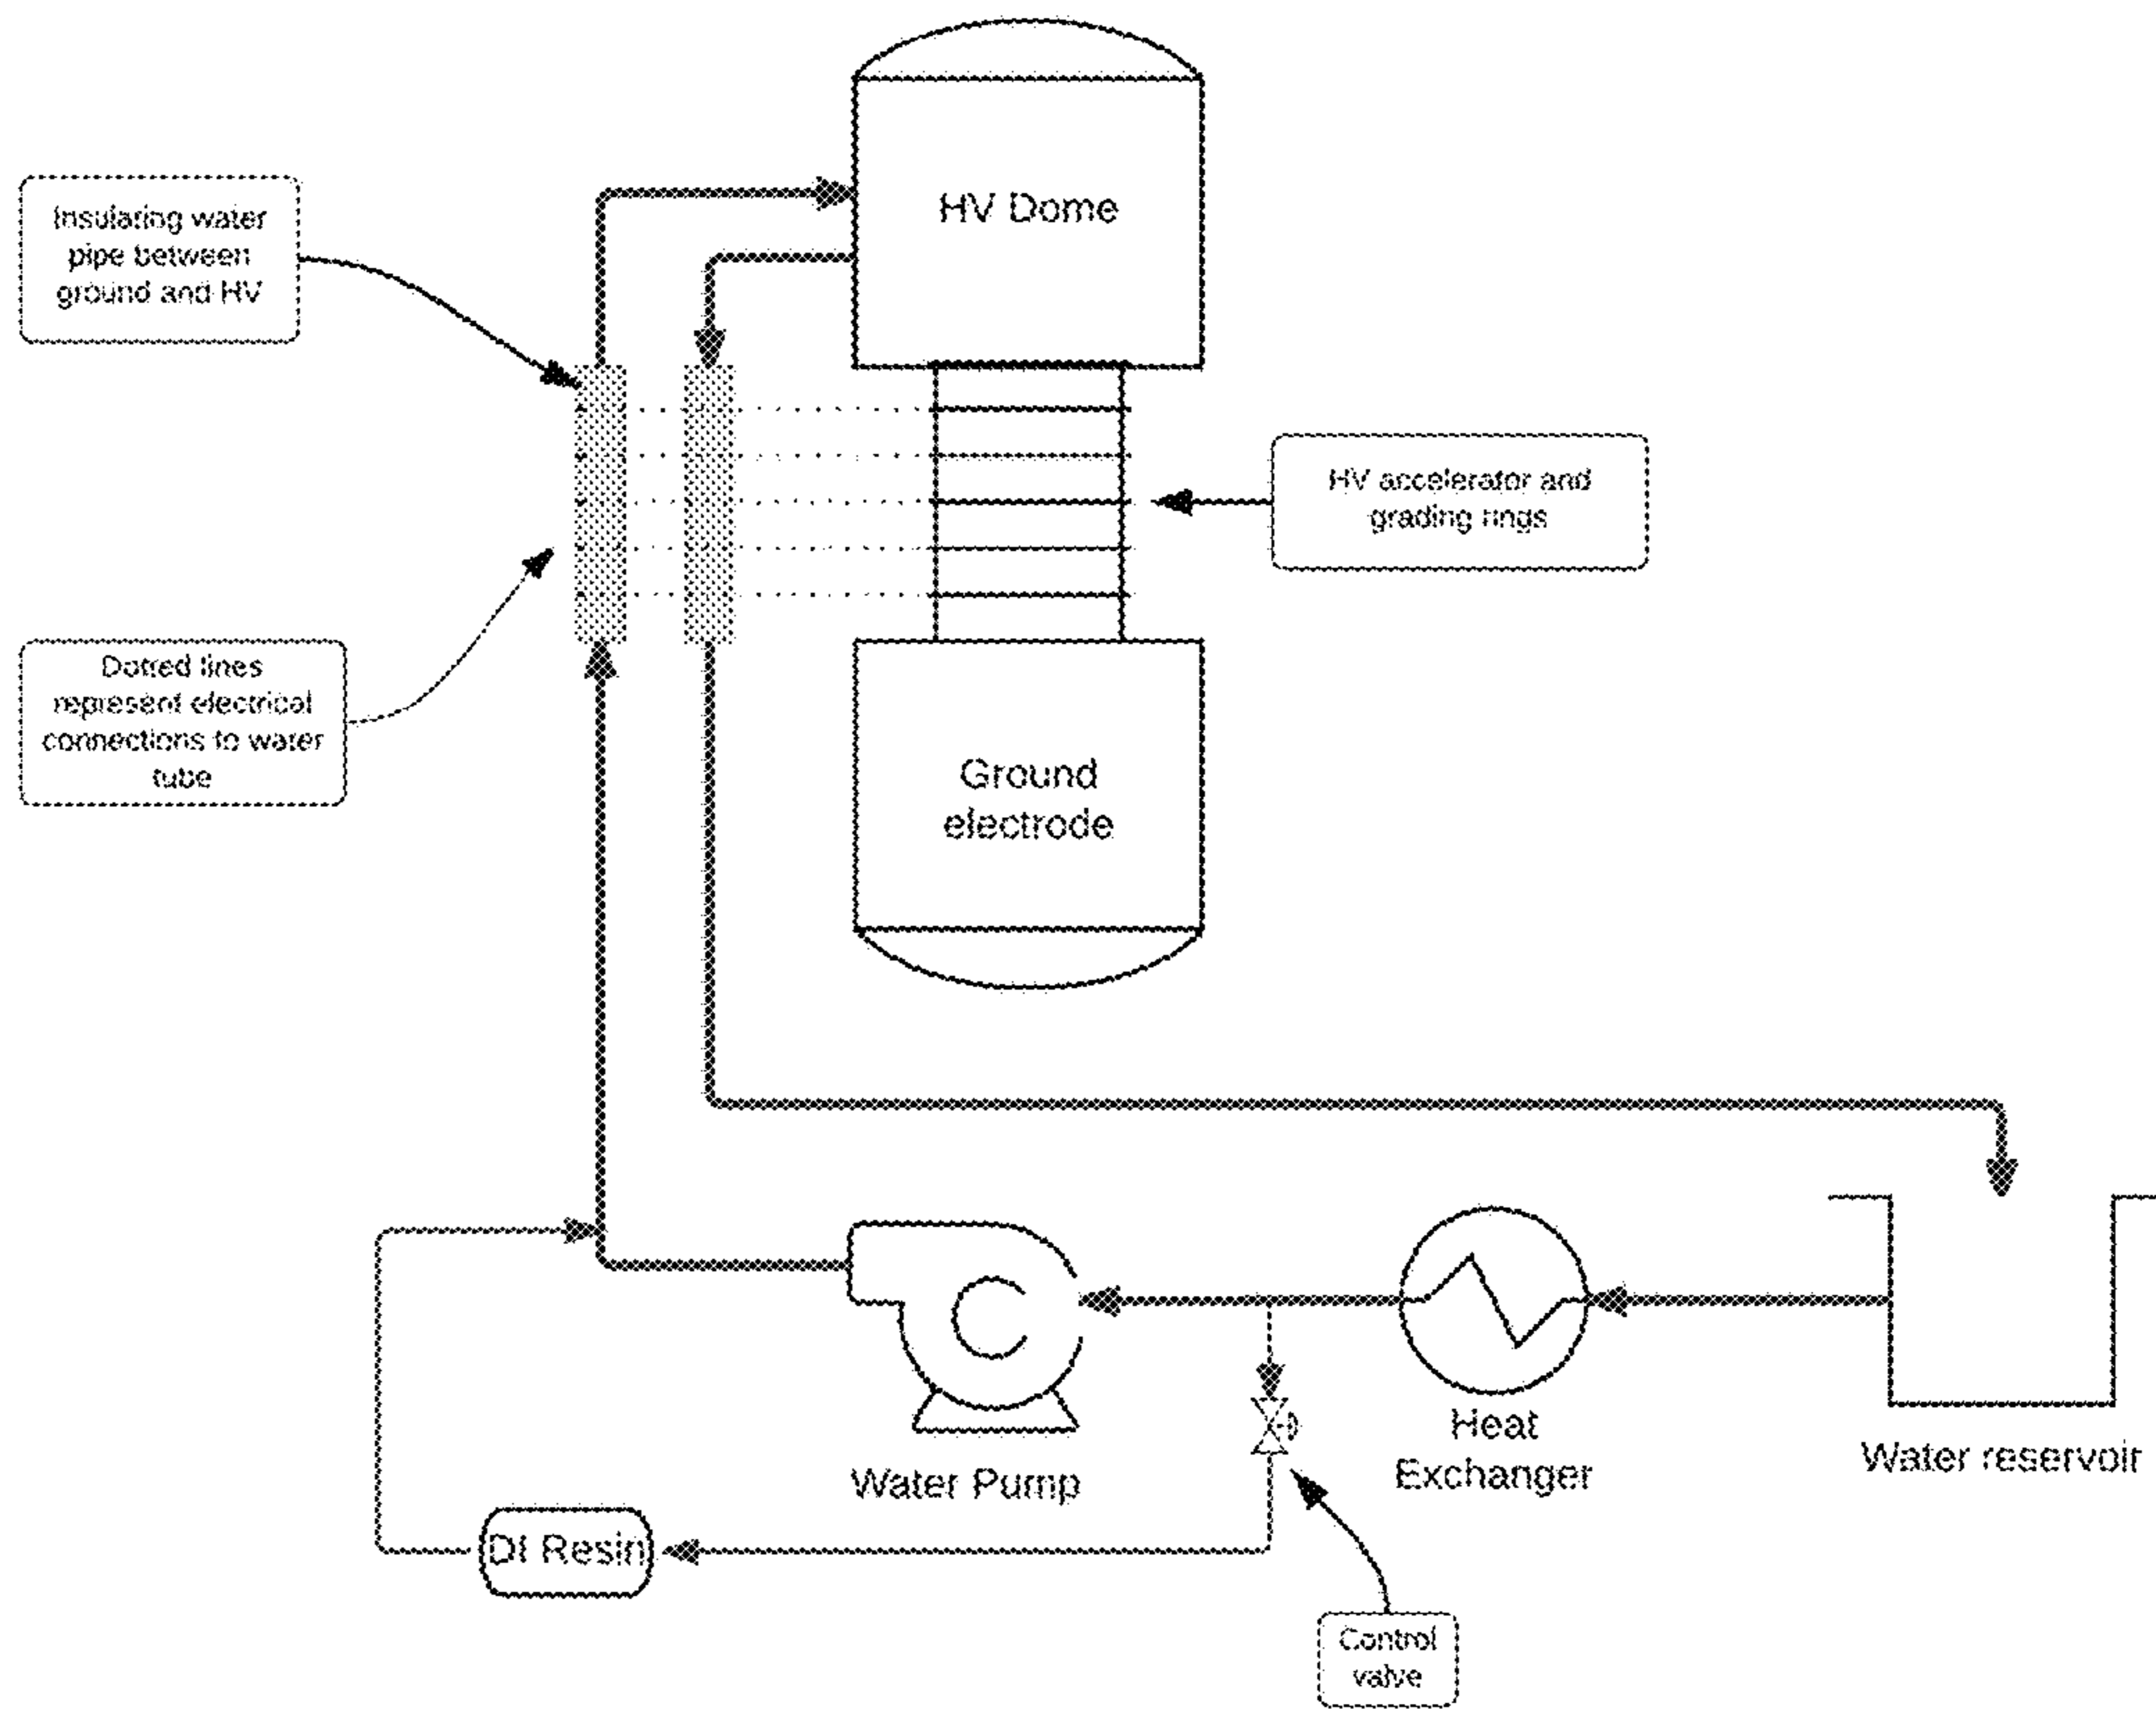 HV Dome
Insulating water
pipe between
ground and HV
HV accelerator and
grading rings
Dotted lines
represent electrical
connections to water
tube
Ground
electrode
Heat
Exchanger
Water reservoir
Water Pump
DI Resin
Control
valve